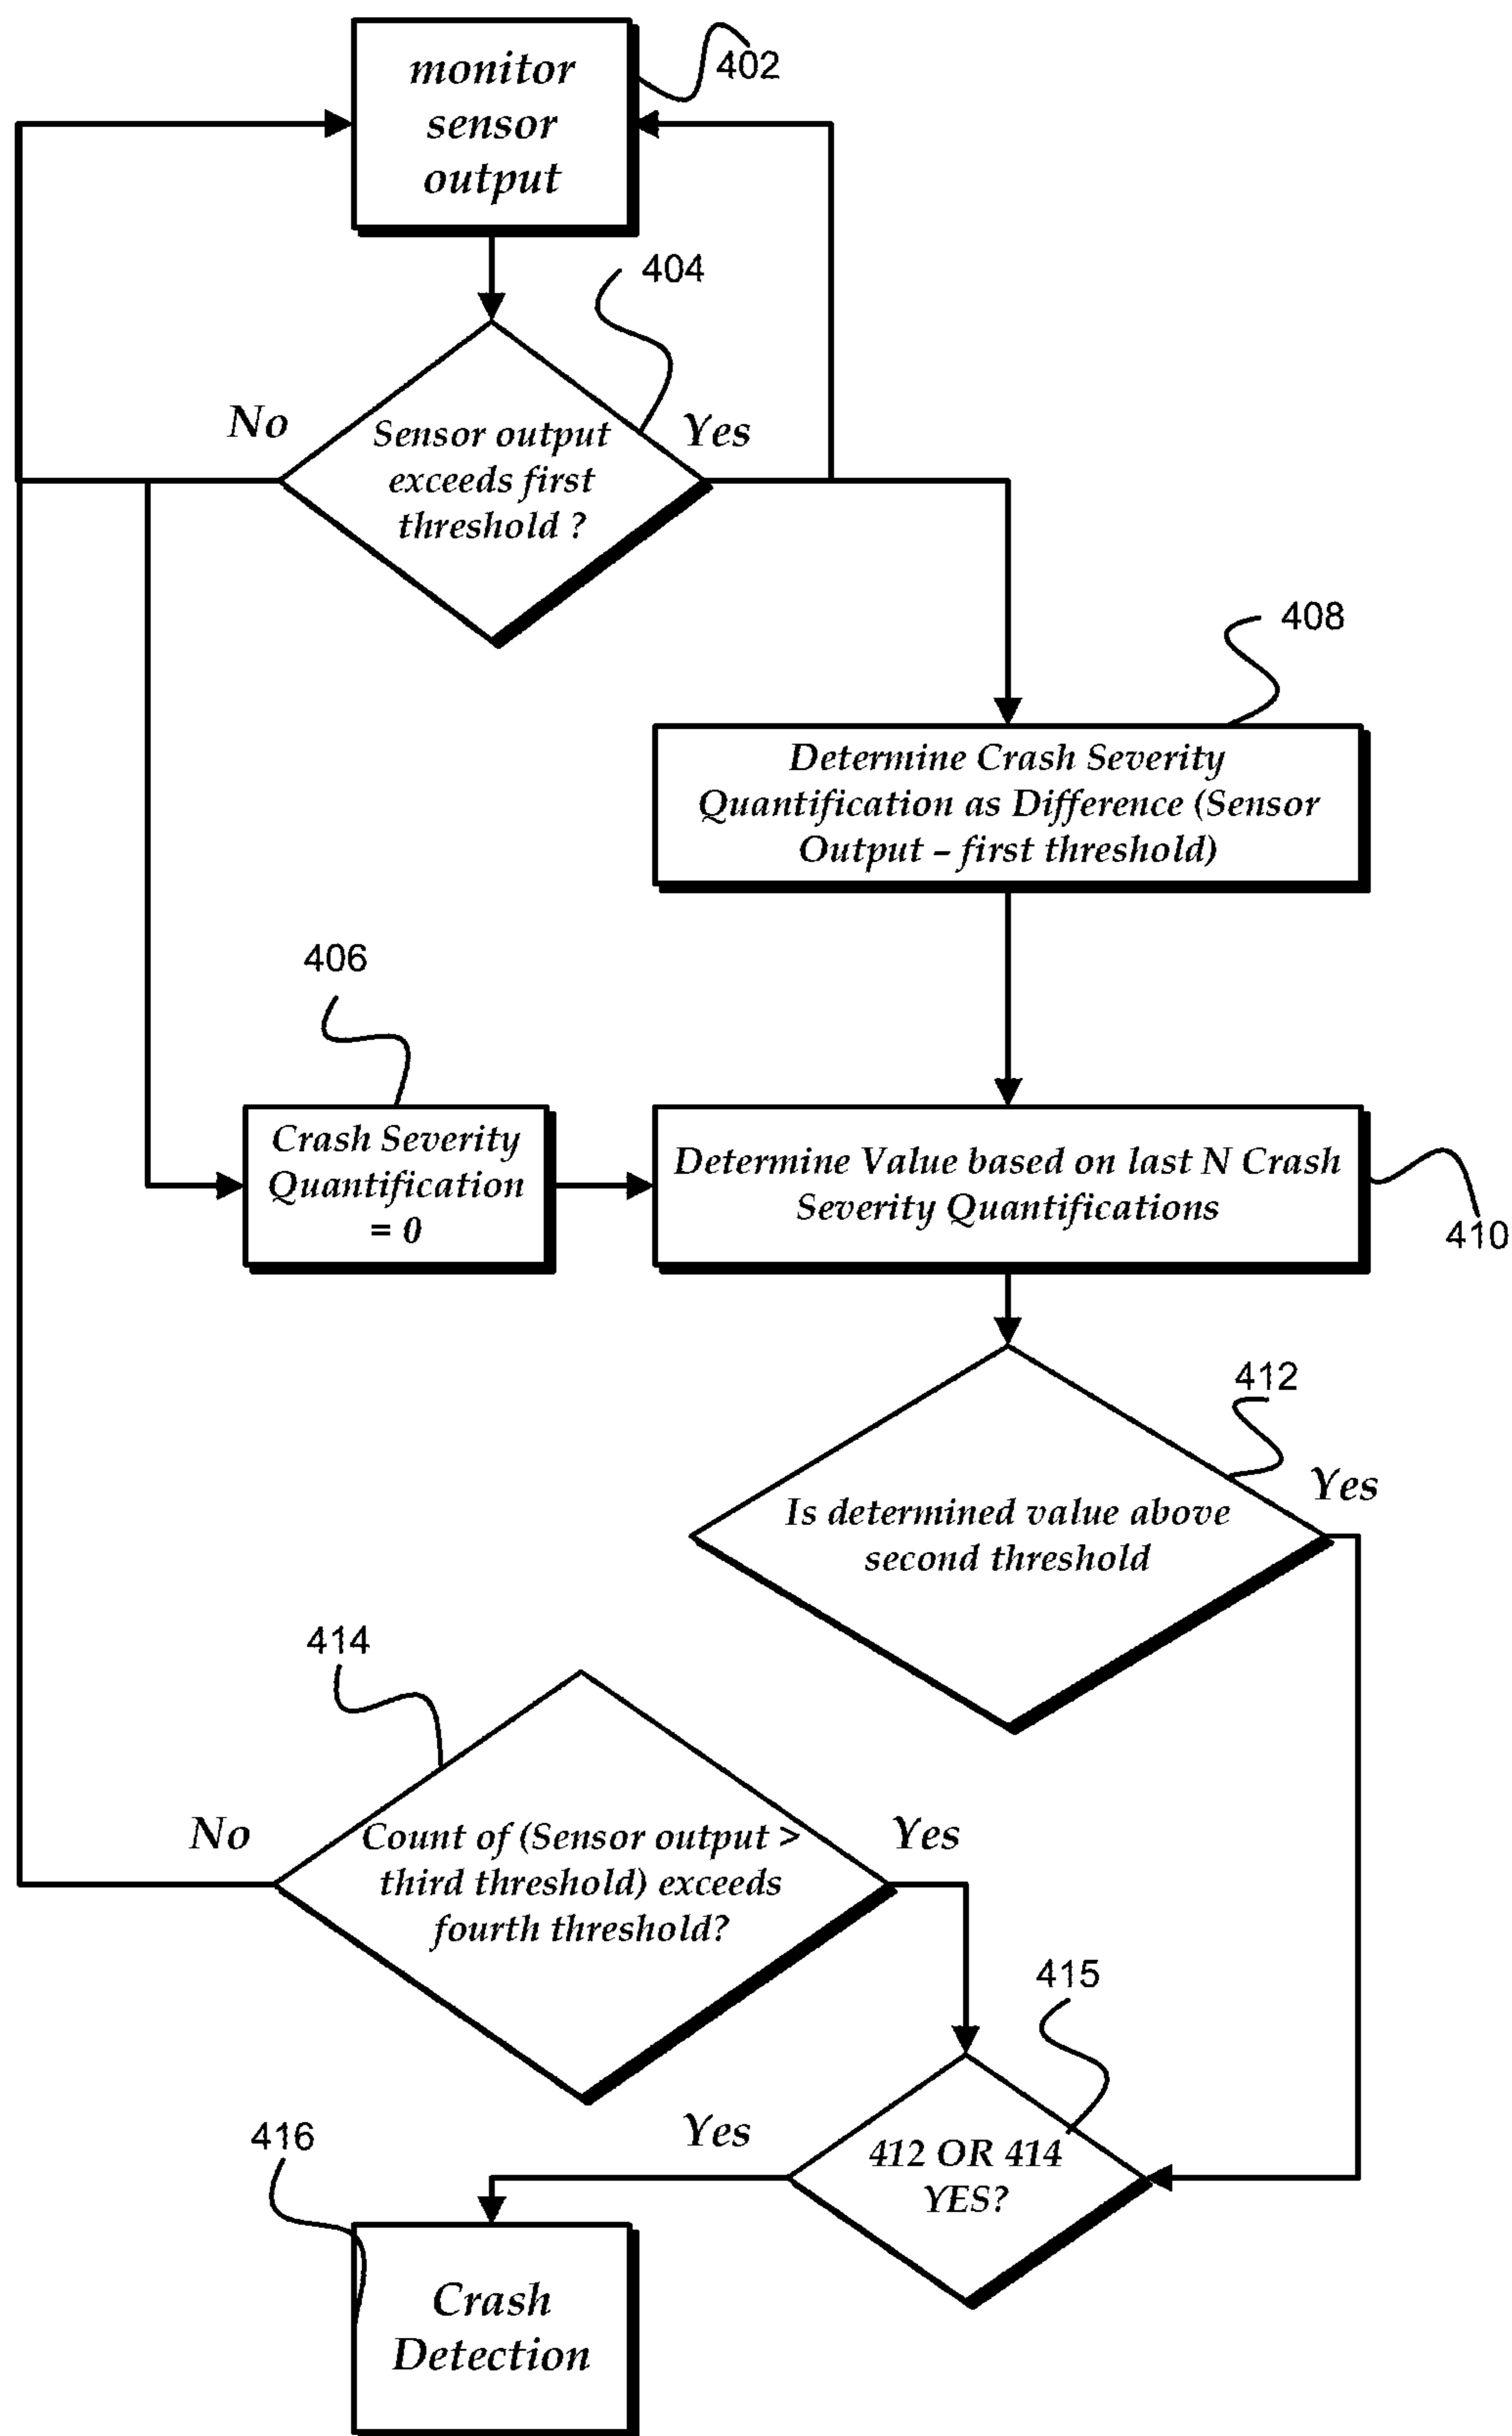 monitor
sensor
output
402
404
No
Yes
Sensor output
exceeds first
threshold ?
408
Determine Crash Severity
Quantification as Difference (Sensor
Output – first threshold)
406
Crash Severity
Quantification
= 0
Determine Value based on last N Crash
Severity Quantifications
410
412
Yes
Is determined value above
second threshold
414
No
Yes
Count of (Sensor output >
third threshold) exceeds
fourth threshold?
415
416
Yes
412 OR 414
YES?
Crash
Detection